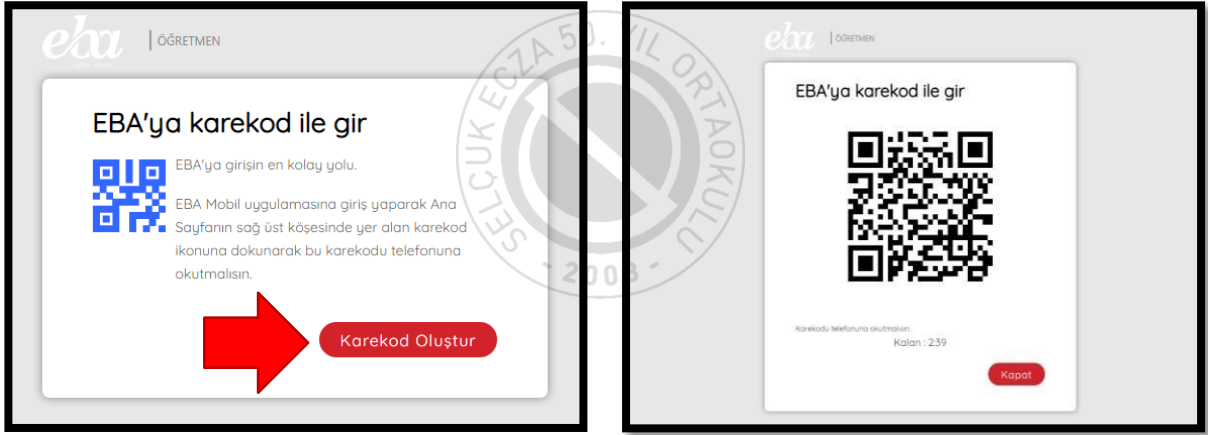 eba | ÖĞRETMEN
EBA'ya karekod ile gir
EBA'ya girişin en kolay yolu.
EBA Mobil uygulamasına giriş yaparak Ana
Sayfanın sağ üst köşesinde yer alan karekod
ikonuna dokunarak bu karekodu telefonuna
okutmalısın.
Karekod Oluştur
SELÇUK ECZA 50. YIL ORTAOKULU
- 2008 -
eba | ÖĞRETMEN
EBA'ya karekod ile gir
Karekodu telefonuna okutmalısın.
Kalan : 2:39
Kapat